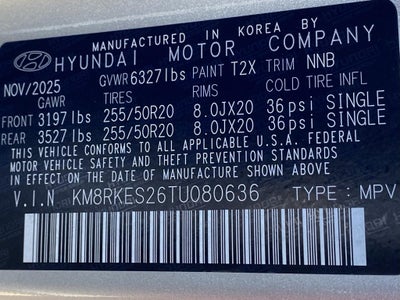 MANUFACTURED IN KOREA BY
HYUNDAI MOTOR COMPANY
NOV/2025 GVWR 6327lbs PAINT T2X TRIM NNB
GAWR TIRES RIMS COLD TIRE INFL
FRONT 3197lbs 255/50R20 8.0JX20 36psi SINGLE
REAR 3527lbs 255/50R20 8.0JX20 36psi SINGLE
THIS VEHICLE CONFORMS TO ALL APPLICABLE U.S.A. FEDERAL
MOTOR VEHICLE SAFETY AND THEFT PREVENTION STANDARDS
IN EFFECT ON THE DATE OF MANUFACTURE SHOWN ABOVE
V.I.N KM8RKES26TU080636 TYPE : MPV